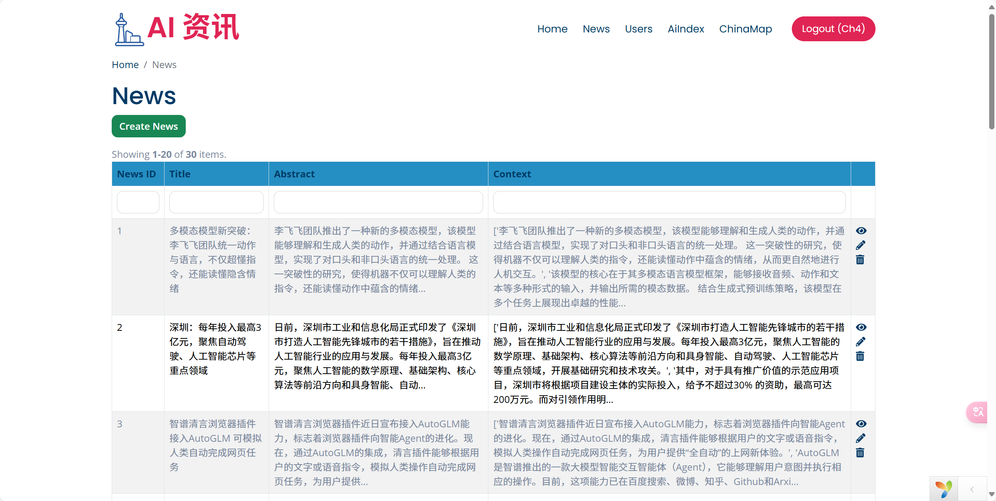 AI 资讯
Home News Users AiIndex ChinaMap Logout (Ch4)
Home / News
News
Create News
Showing 1-20 of 30 items.
News ID Title Abstract Context
1
多模态模型新突破：
李飞飞团队统一动作
与语言，不仅超懂指
令，还能读懂隐含情
绪
李飞飞团队推出了一种新的多模态模型，该模型
能够理解和生成人类的动作，并通过结合语言模
型，实现了对口头和非口头语言的统一处理。 这
一突破性的研究，使得机器不仅可以理解人类的
指令，还能读懂动作中蕴含的情绪...
['李飞飞团队推出了一种新的多模态模型，该模型能够理解和生成人类的动作，并通
过结合语言模型，实现了对口头和非口头语言的统一处理。 这一突破性的研究，使
得机器不仅可以理解人类的指令，还能读懂动作中蕴含的情绪，从而更自然地进行
人机交互。', '该模型的核心在于其多模态语言模型框架，能够接收音频、动作和文
本等多种形式的输入，并输出所需的模态数据。 结合生成式预训练策略，该模型在
多个任务上展现出卓越的性能...
2
深圳：每年投入最高3
亿元，聚焦自动驾
驶、人工智能芯片等
重点领域
日前，深圳市工业和信息化局正式印发了《深圳
市打造人工智能先锋城市的若干措施》，旨在推动
人工智能行业的应用与发展。每年投入最高3亿
元，聚焦人工智能的数学原理、基础架构、核心
算法等前沿方向和具身智能、自动...
['日前，深圳市工业和信息化局正式印发了《深圳市打造人工智能先锋城市的若干措
施》，旨在推动人工智能行业的应用与发展。每年投入最高3亿元，聚焦人工智能的
数学原理、基础架构、核心算法等前沿方向和具身智能、自动驾驶、人工智能芯片
等重点领域，开展基础研究和技术攻关。', '其中，对于具有推广价值的示范应用项
目，深圳市将根据项目建设主体的实际投入，给予不超过30% 的资助，最高可达
200万元。而对引领作用明...
3
智谱清言浏览器插件
接入AutoGLM 可模拟
人类自动完成网页任
务
智谱清言浏览器插件近日宣布接入AutoGLM能
力，标志着浏览器插件向智能Agent的进化。现
在，通过AutoGLM的集成，清言插件能够根据用
户的文字或语音指令，模拟人类操作自动完成网
页任务，为用户提供...
['智谱清言浏览器插件近日宣布接入AutoGLM能力，标志着浏览器插件向智能Agent
的进化。现在，通过AutoGLM的集成，清言插件能够根据用户的文字或语音指令，
模拟人类操作自动完成网页任务，为用户提供“全自动”的上网新体验。', 'AutoGLM
是智谱推出的一款大模型智能交互智能体（Agent），它能够理解用户意图并执行相
应的操作。目前，这项能力已在百度搜索、微博、知乎、Github和Arxi...